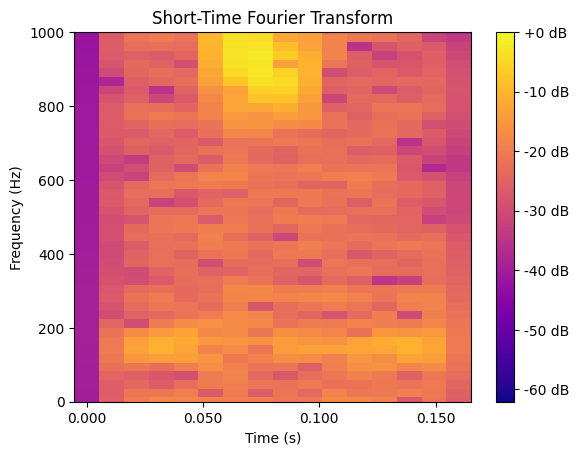 Short-Time Fourier Transform
1000
800
600
400
200
0
Frequency (Hz)
0.000
0.050
0.100
0.150
Time (s)
+0 dB
-10 dB
-20 dB
-30 dB
-40 dB
-50 dB
-60 dB